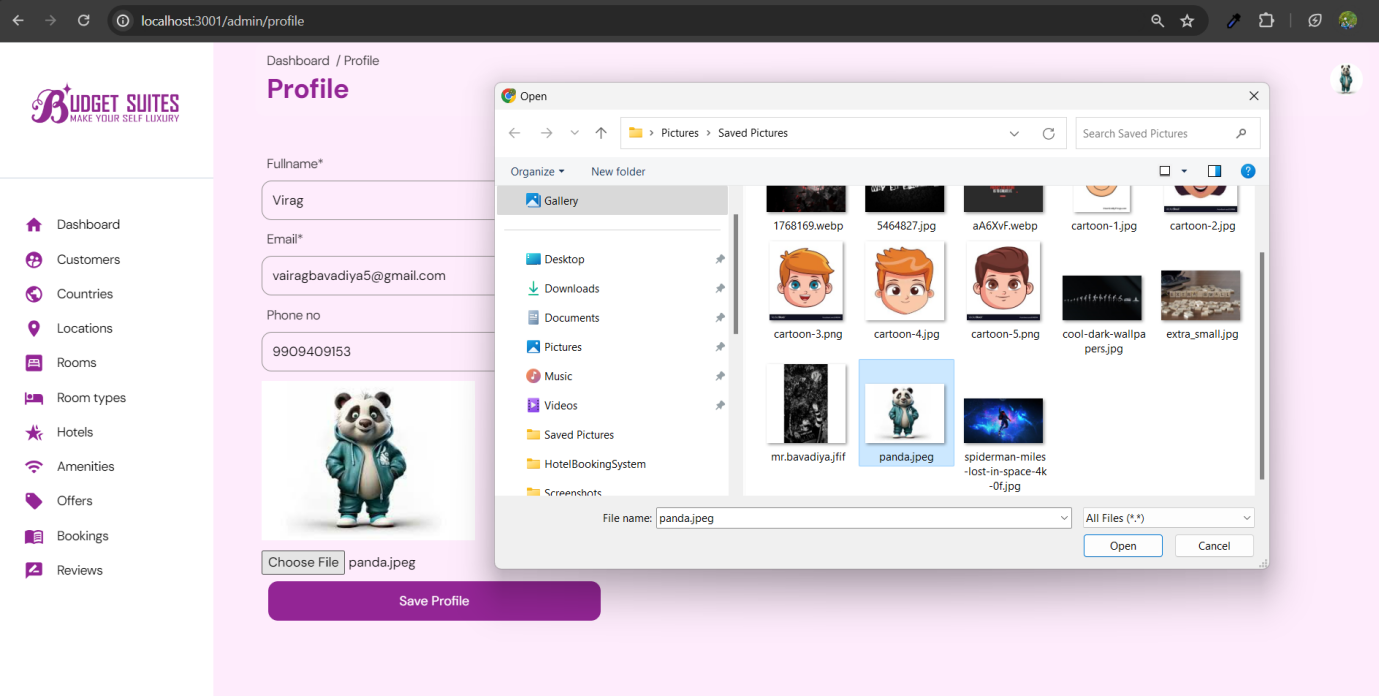 localhost:3001/admin/profile
BUDGET SUITES
MAKE YOUR SELF LUXURY
Dashboard
Customers
Countries
Locations
Rooms
Room types
Hotels
Amenities
Offers
Bookings
Reviews
Dashboard / Profile
Profile
Fullname*
Virag
Email*
vairagbavadiya5@gmail.com
Phone no
9909409153
Choose File panda.jpeg
Save Profile
Open
Pictures > Saved Pictures
Search Saved Pictures
Organize
New folder
Gallery
Desktop
Downloads
Documents
Pictures
Music
Videos
Saved Pictures
HotelBookingSystem
Screenshots
1768169.webp
5464827.jpg
aA6XvF.webp
cartoon-1.jpg
cartoon-2.jpg
cartoon-3.png
cartoon-4.jpg
cartoon-5.png
cool-dark-wallpa
pers.jpg
extra_small.jpg
mr.bavadiya.jfif
panda.jpeg
spiderman-miles
-lost-in-space-4k
-0f.jpg
File name: panda.jpeg
All Files (*.*)
Open
Cancel